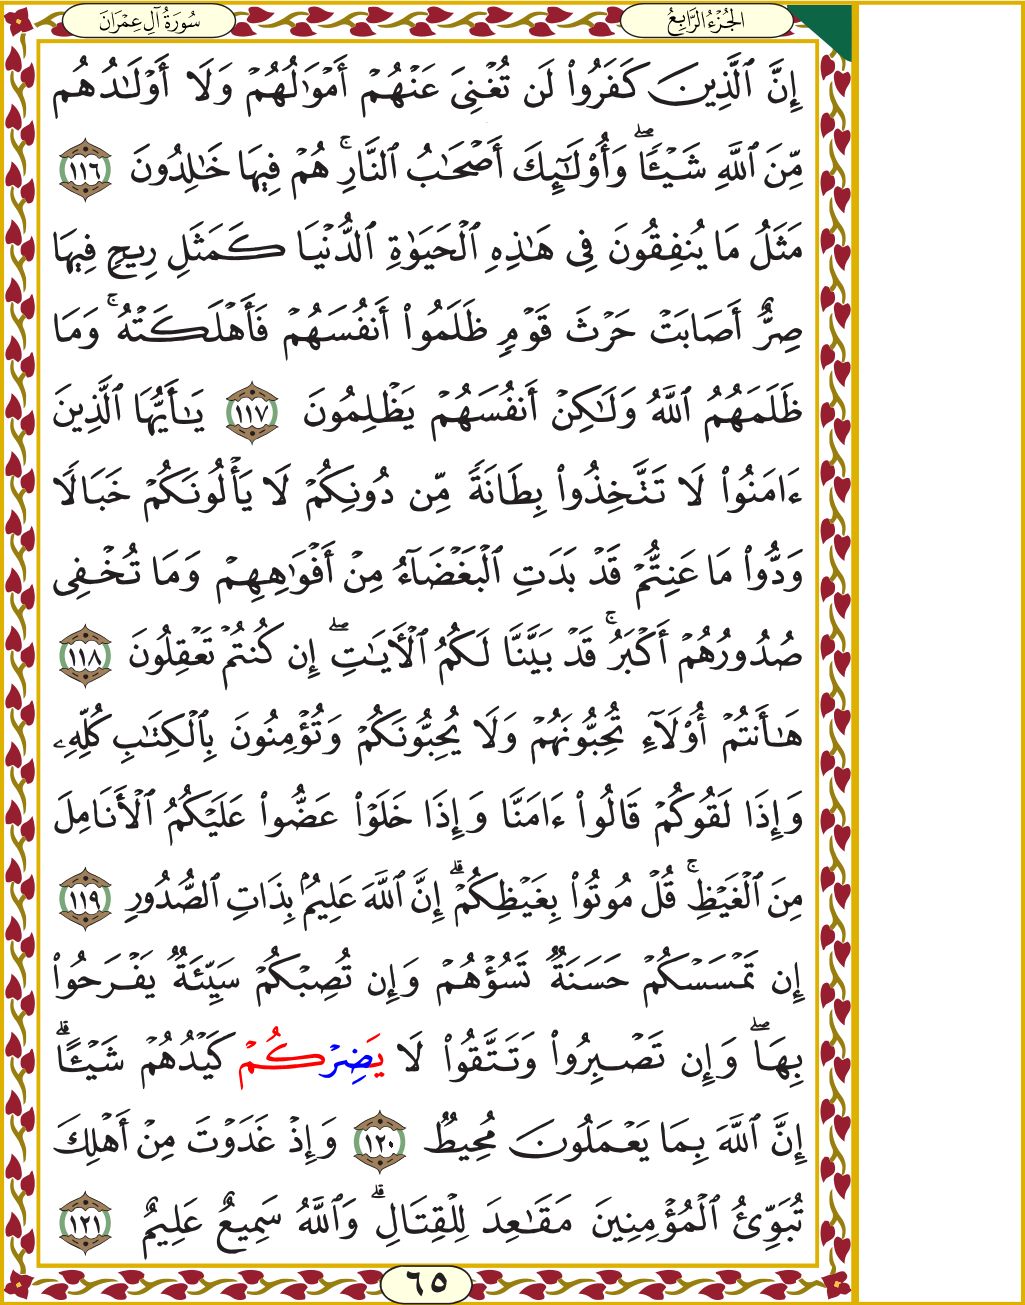 سُورَةُ آلِ عِمْرَان
الجُزْءُ الرَّابِعُ
إِنَّ ٱلَّذِينَ كَفَرُوا۟ لَن تُغْنِىَ عَنْهُمْ أَمْوَٰلُهُمْ وَلَآ أَوْلَـٰدُهُم
مِّنَ ٱللَّهِ شَيْـًٔا ۖ وَأُو۟لَـٰٓئِكَ أَصْحَـٰبُ ٱلنَّارِ ۚ هُمْ فِيهَا خَـٰلِدُونَ ١١٦
مَثَلُ مَا يُنفِقُونَ فِى هَـٰذِهِ ٱلْحَيَوٰةِ ٱلدُّنْيَا كَمَثَلِ رِيحٍ فِيهَا
صِرٌّ أَصَابَتْ حَرْثَ قَوْمٍ ظَلَمُوٓا۟ أَنفُسَهُمْ فَأَهْلَكَتْهُ ۚ وَمَا
ظَلَمَهُمُ ٱللَّهُ وَلَـٰكِنْ أَنفُسَهُمْ يَظْلِمُونَ ١١٧ يَـٰٓأَيُّهَا ٱلَّذِينَ
ءَامَنُوا۟ لَا تَتَّخِذُوا۟ بِطَانَةً مِّن دُونِكُمْ لَا يَأْلُونَكُمْ خَبَالًا
وَدُّوا۟ مَا عَنِتُّمْ قَدْ بَدَتِ ٱلْبَغْضَآءُ مِنْ أَفْوَٰهِهِمْ وَمَا تُخْفِى
صُدُورُهُمْ أَكْبَرُ ۚ قَدْ بَيَّنَّا لَكُمُ ٱلْـَٔايَـٰتِ ۖ إِن كُنتُمْ تَعْقِلُونَ ١١٨
هَـٰٓأَنتُمْ أُو۟لَآءِ تُحِبُّونَهُمْ وَلَا يُحِبُّونَكُمْ وَتُؤْمِنُونَ بِٱلْكِتَـٰبِ كُلِّهِۦ
وَإِذَا لَقُوكُمْ قَالُوٓا۟ ءَامَنَّا وَإِذَا خَلَوْا۟ عَضُّوا۟ عَلَيْكُمُ ٱلْأَنَامِلَ
مِنَ ٱلْغَيْظِ ۚ قُلْ مُوتُوا۟ بِغَيْظِكُمْ ۗ إِنَّ ٱللَّهَ عَلِيمٌۢ بِذَاتِ ٱلصُّدُورِ ١١٩
إِن تَمْسَسْكُمْ حَسَنَةٌ تَسُؤْهُمْ وَإِن تُصِبْكُمْ سَيِّئَةٌ يَفْرَحُوا۟
بِهَا ۖ وَإِن تَصْبِرُوا۟ وَتَتَّقُوا۟ لَا يَضِرْكُمْ كَيْدُهُمْ شَيْـًٔا ۗ
إِنَّ ٱللَّهَ بِمَا يَعْمَلُونَ مُحِيطٌ ١٢٠ وَإِذْ غَدَوْتَ مِنْ أَهْلِكَ
تُبَوِّئُ ٱلْمُؤْمِنِينَ مَقَـٰعِدَ لِلْقِتَالِ ۗ وَٱللَّهُ سَمِيعٌ عَلِيمٌ ١٢١
٦٥